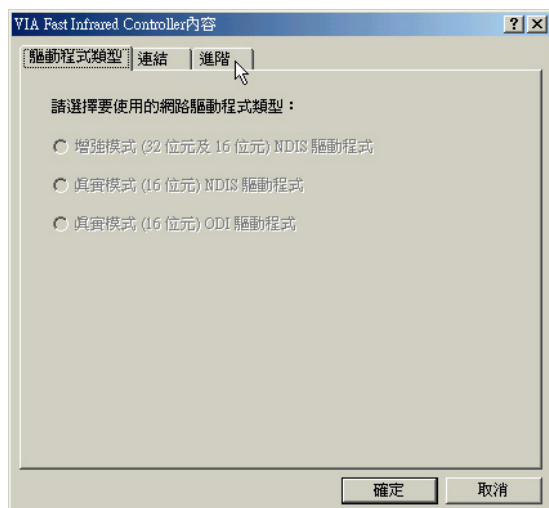 VIA Fast Infrared Controller內容
驅動程式類型 連結 進階
請選擇要使用的網路驅動程式類型：
增強模式 (32 位元及 16 位元) NDIS 驅動程式
真實模式 (16 位元) NDIS 驅動程式
真實模式 (16 位元) ODI 驅動程式
確定 取消